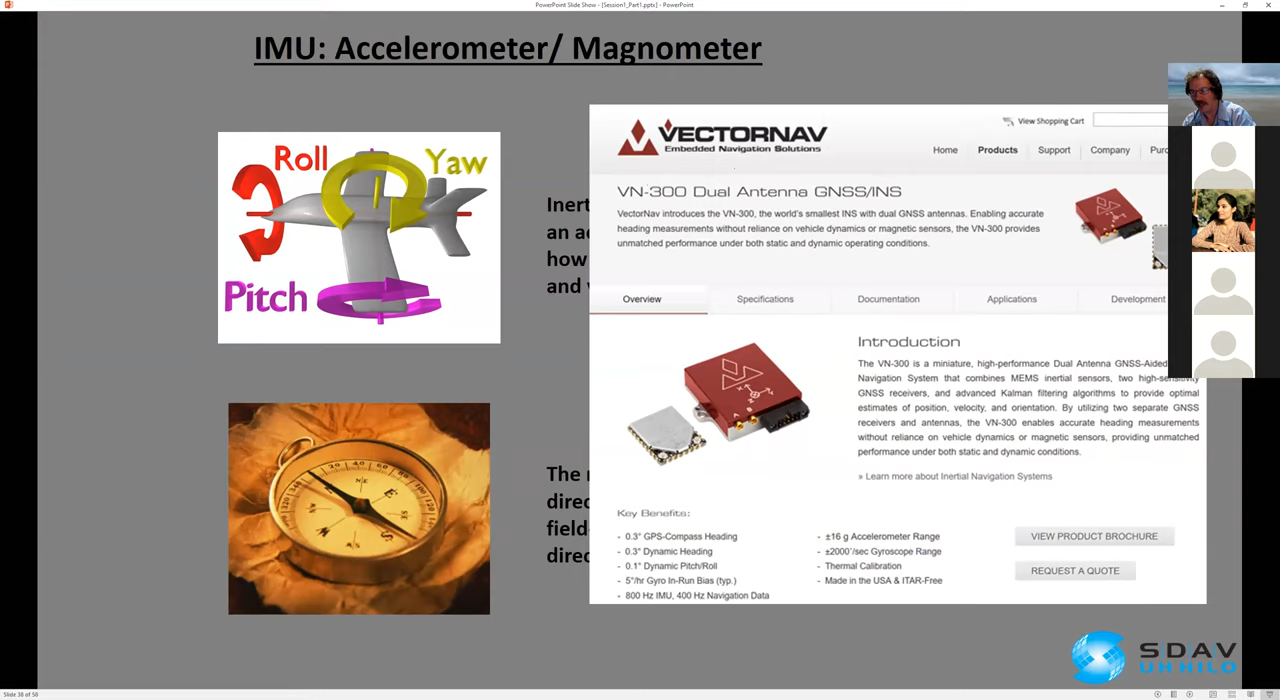 PowerPoint Slide Show - [Session1_Part1.pptx] - PowerPoint
IMU: Accelerometer/ Magnometer
Roll
Yaw
Pitch
an
how
and
The
direc
field
direc
VECTORNAV
Embedded Navigation Solutions
View Shopping Cart
Home Products Support Company
VN-300 Dual Antenna GNSS/INS
VectorNav introduces the VN-300, the world's smallest INS with dual GNSS antennas. Enabling accurate
heading measurements without reliance on vehicle dynamics or magnetic sensors, the VN-300 provides
unmatched performance under both static and dynamic operating conditions.
Overview Specifications Documentation Applications Development
Introduction
The VN-300 is a miniature, high-performance Dual Antenna GNSS-Aided
Navigation System that combines MEMS inertial sensors, two high-sensitivity
GNSS receivers, and advanced Kalman filtering algorithms to provide optimal
estimates of position, velocity, and orientation. By utilizing two separate GNSS
receivers and antennas, the VN-300 enables accurate heading measurements
without reliance on vehicle dynamics or magnetic sensors, providing unmatched
performance under both static and dynamic conditions.
» Learn more about Inertial Navigation Systems
Key Benefits:
- 0.3° GPS-Compass Heading
- 0.3° Dynamic Heading
- 0.1° Dynamic Pitch/Roll
- 5°/hr Gyro In-Run Bias (typ.)
- 800 Hz IMU, 400 Hz Navigation Data
- ±16 g Accelerometer Range
- ±2000°/sec Gyroscope Range
- Thermal Calibration
- Made in the USA & ITAR-Free
VIEW PRODUCT BROCHURE
REQUEST A QUOTE
SDAV
UH HILO
Slide 38 of 58